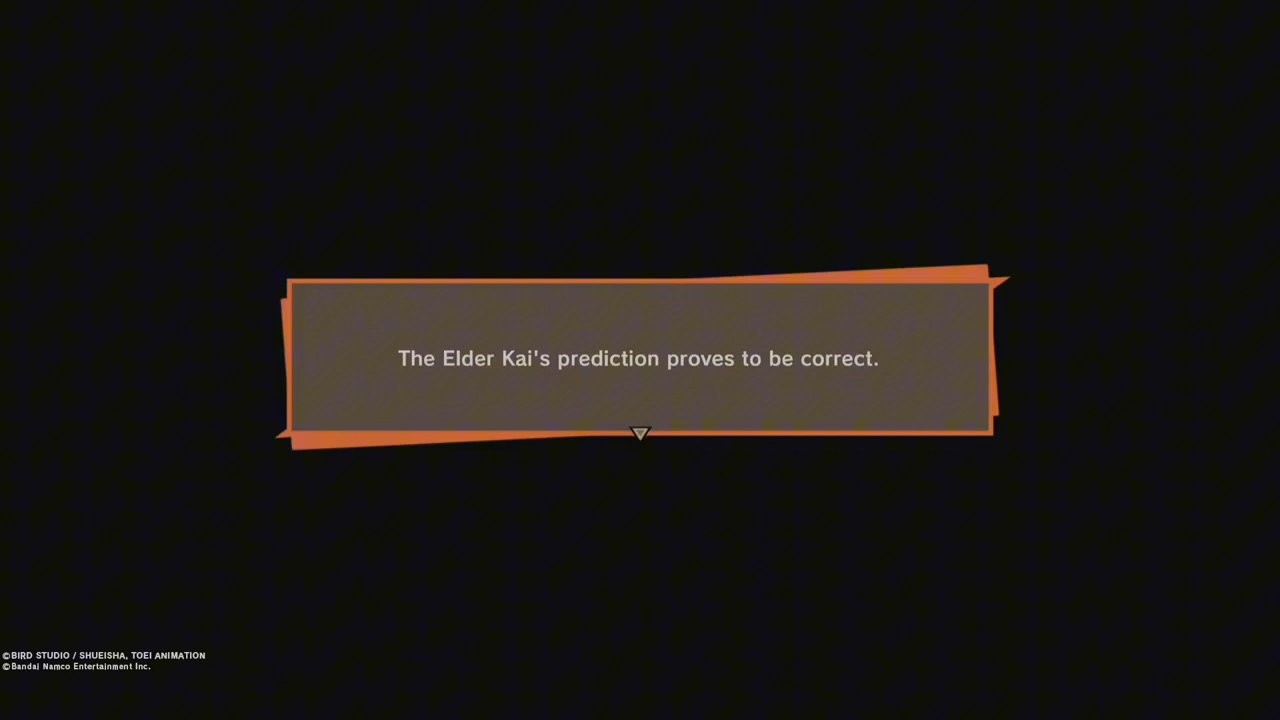 The Elder Kai's prediction proves to be correct.
©BIRD STUDIO / SHUEISHA, TOEI ANIMATION
©Bandai Namco Entertainment Inc.